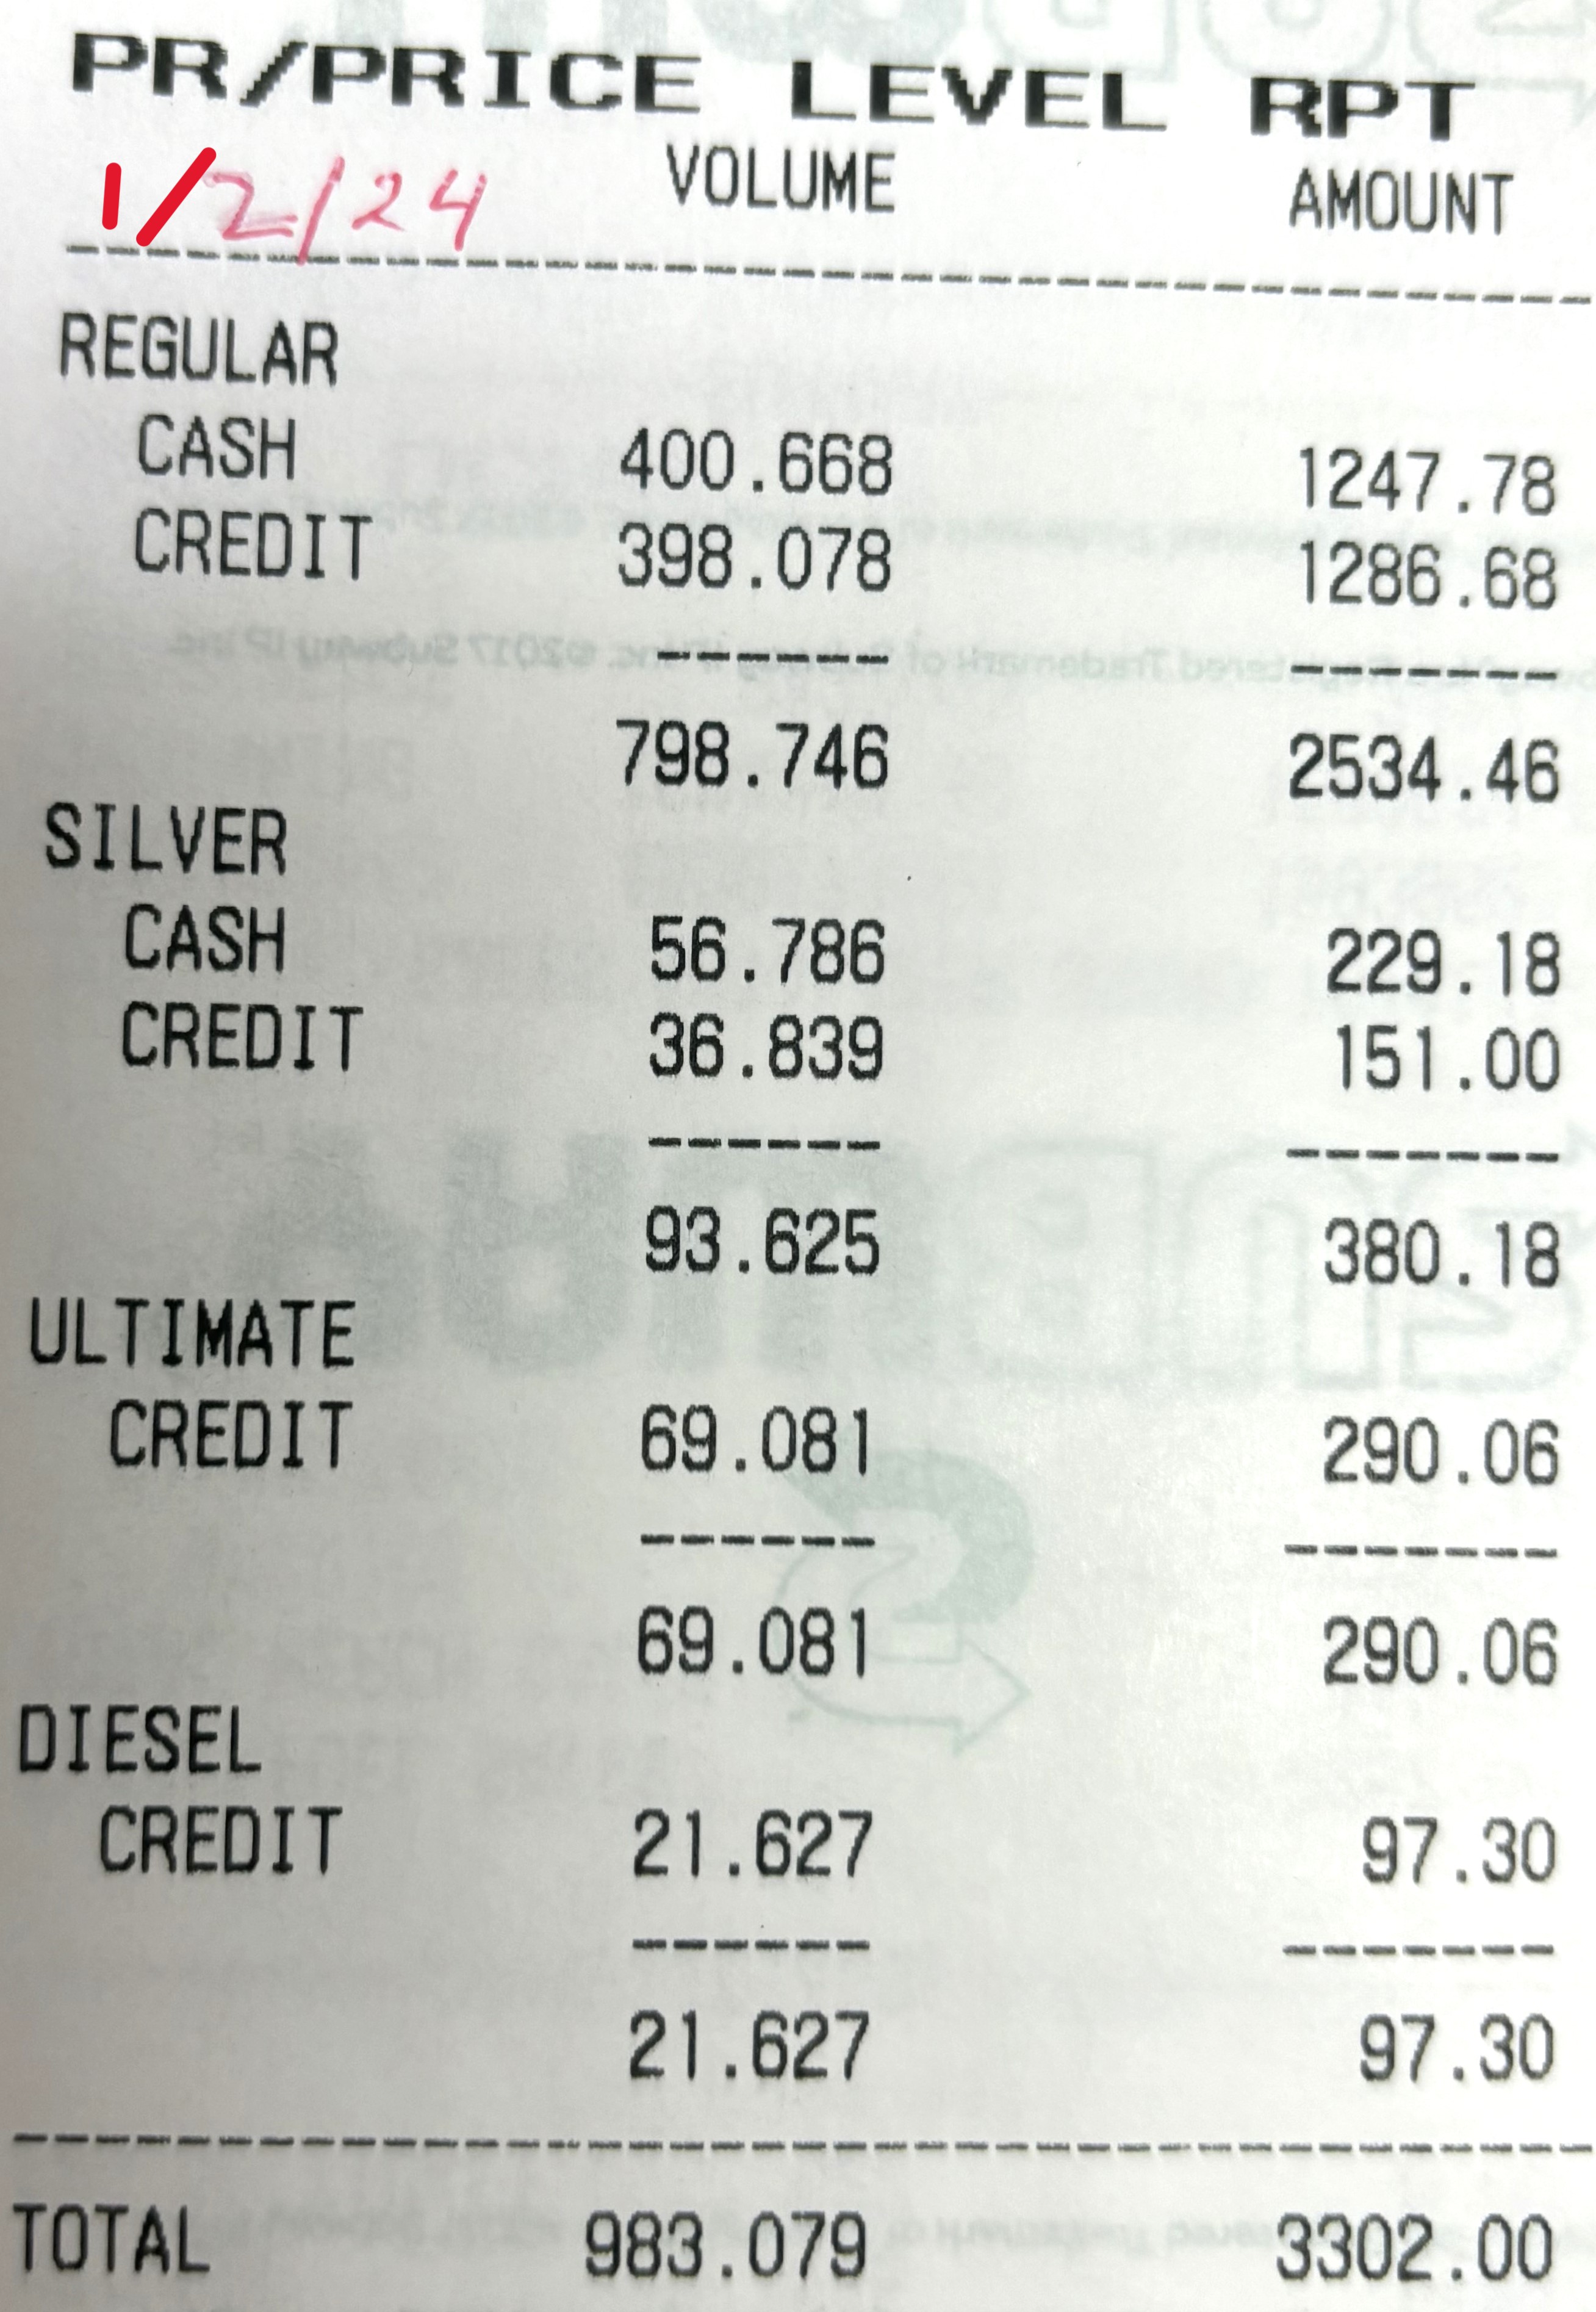 PR/PRICE LEVEL RPT
VOLUME AMOUNT
1/2/24
REGULAR
CASH 400.668 1247.78
CREDIT 398.078 1286.68
------ -------
798.746 2534.46
SILVER
CASH 56.786 229.18
CREDIT 36.839 151.00
------ -------
93.625 380.18
ULTIMATE
CREDIT 69.081 290.06
------ -------
69.081 290.06
DIESEL
CREDIT 21.627 97.30
------ -------
21.627 97.30
TOTAL 983.079 3302.00